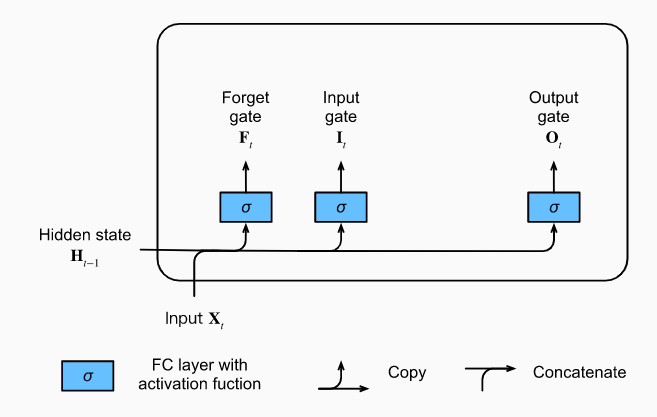 Forget
gate
F_t
Input
gate
I_t
Output
gate
O_t
σ
σ
σ
Hidden state
H_{t−1}
Input X_t
σ
FC layer with
activation fuction
Copy
Concatenate